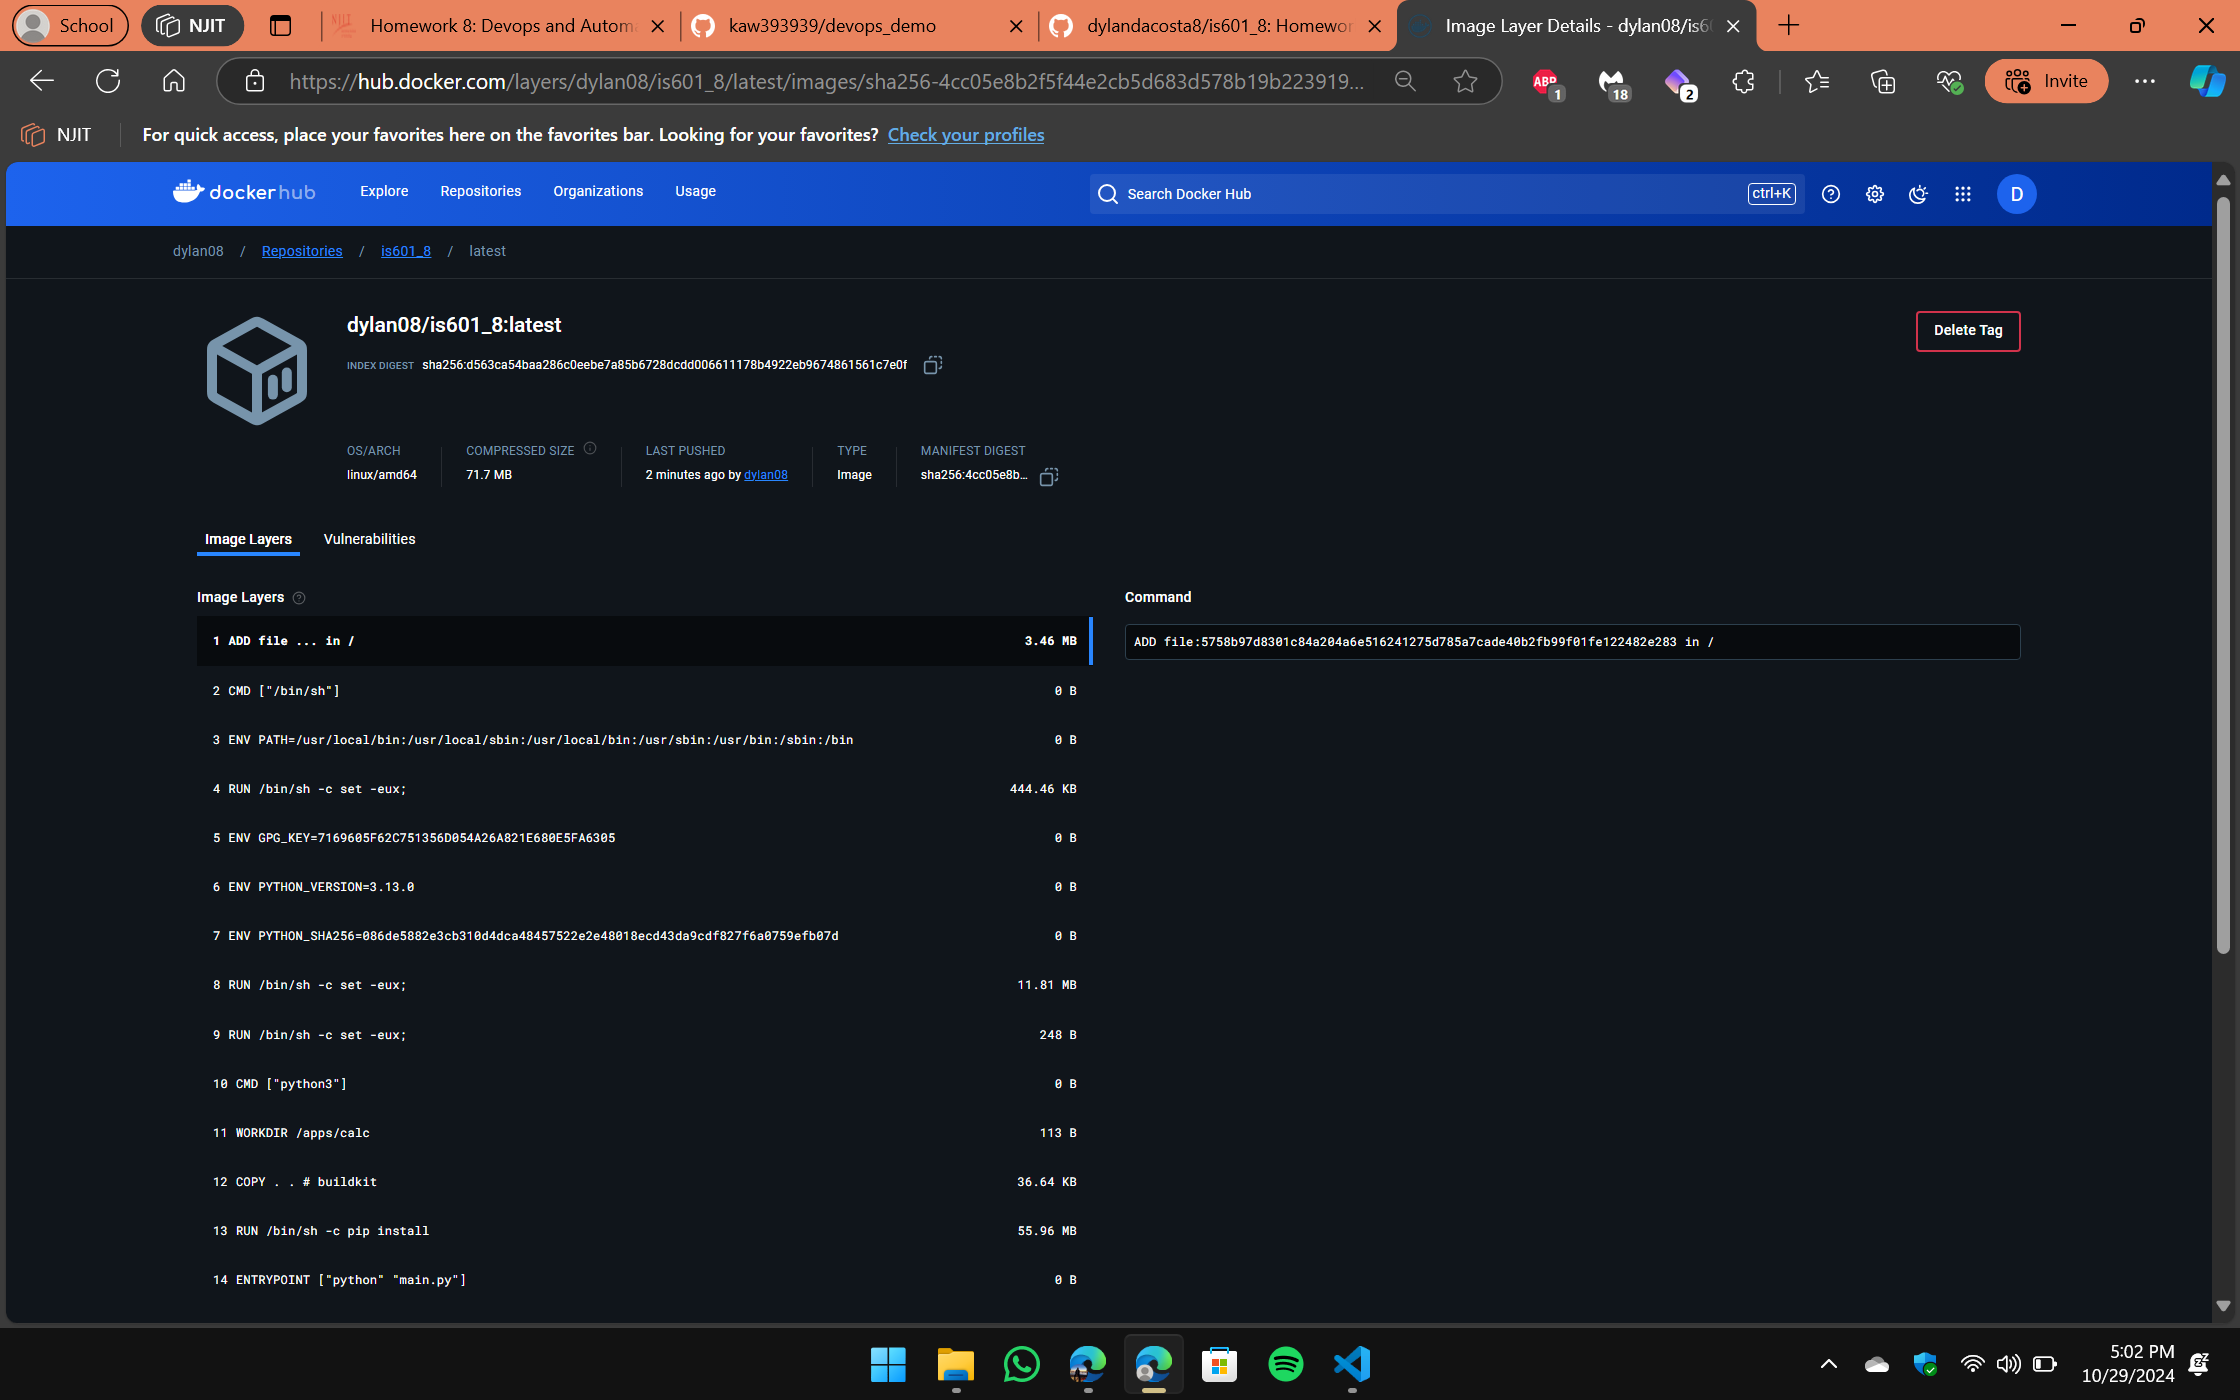 School
NJIT
Homework 8: Devops and Autom
kaw393939/devops_demo
dylandacosta8/is601_8: Homewor
Image Layer Details - dylan08/is6
https://hub.docker.com/layers/dylan08/is601_8/latest/images/sha256-4cc05e8b2f5f44e2cb5d683d578b19b223919...
ABP
1
18
2
Invite
NJIT
For quick access, place your favorites here on the favorites bar. Looking for your favorites? Check your profiles
dockerhub
Explore
Repositories
Organizations
Usage
Search Docker Hub
ctrl+K
D
dylan08 / Repositories / is601_8 / latest
dylan08/is601_8:latest
Delete Tag
INDEX DIGEST sha256:d563ca54baa286c0eebe7a85b6728dcdd006611178b4922eb9674861561c7e0f
OS/ARCH
linux/amd64
COMPRESSED SIZE
71.7 MB
LAST PUSHED
2 minutes ago by dylan08
TYPE
Image
MANIFEST DIGEST
sha256:4cc05e8b...
Image Layers
Vulnerabilities
Image Layers
Command
1 ADD file ... in / 3.46 MB
ADD file:5758b97d8301c84a204a6e516241275d785a7cade40b2fb99f01fe122482e283 in /
2 CMD ["/bin/sh"] 0 B
3 ENV PATH=/usr/local/bin:/usr/local/sbin:/usr/local/bin:/usr/sbin:/usr/bin:/sbin:/bin 0 B
4 RUN /bin/sh -c set -eux; 444.46 KB
5 ENV GPG_KEY=7169605F62C751356D054A26A821E680E5FA6305 0 B
6 ENV PYTHON_VERSION=3.13.0 0 B
7 ENV PYTHON_SHA256=086de5882e3cb310d4dca48457522e2e48018ecd43da9cdf827f6a0759efb07d 0 B
8 RUN /bin/sh -c set -eux; 11.81 MB
9 RUN /bin/sh -c set -eux; 248 B
10 CMD ["python3"] 0 B
11 WORKDIR /apps/calc 113 B
12 COPY . . # buildkit 36.64 KB
13 RUN /bin/sh -c pip install 55.96 MB
14 ENTRYPOINT ["python" "main.py"] 0 B
5:02 PM
10/29/2024